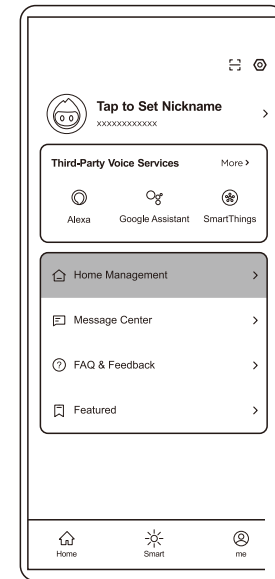 Tap to Set Nickname
xxxxxxxxxxxx
Third-Party Voice Services More
Alexa Google Assistant SmartThings
Home Management
Message Center
FAQ & Feedback
Featured
Home Smart me